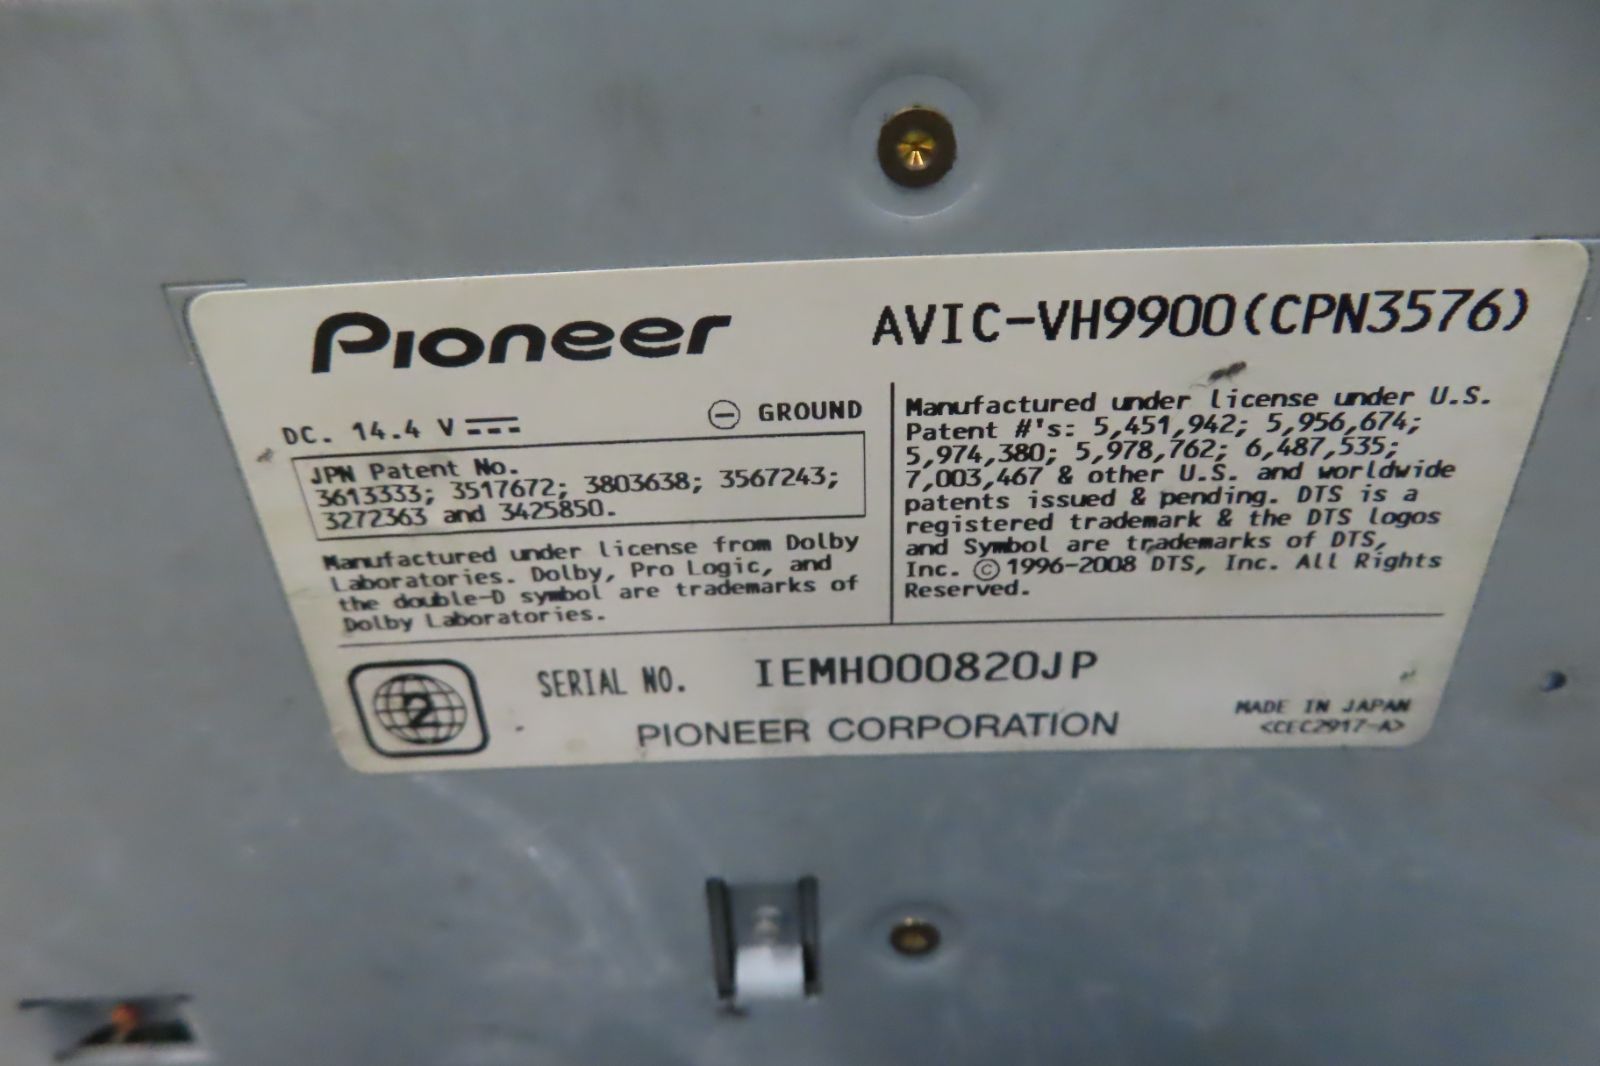 Pioneer
AVIC-VH9900(CPN3576)
DC. 14.4 V
⊖ GROUND
JPN Patent No.
3613333; 3517672; 3803638; 3567243;
3272363 and 3425850.
Manufactured under license from Dolby
Laboratories. Dolby, Pro Logic, and
the double-D symbol are trademarks of
Dolby Laboratories.
Manufactured under license under U.S.
Patent #'s: 5,451,942; 5,956,674;
5,974,380; 5,978,762; 6,487,535;
7,003,467 & other U.S. and worldwide
patents issued & pending. DTS is a
registered trademark & the DTS logos
and Symbol are trademarks of DTS,
Inc. ©1996-2008 DTS, Inc. All Rights
Reserved.
2
SERIAL NO. IEMH000820JP
PIONEER CORPORATION
MADE IN JAPAN
<CEC2917-A>